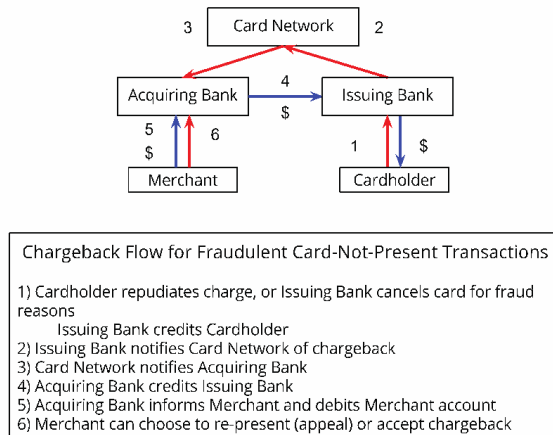 3
Card Network
2
Acquiring Bank
4
$
Issuing Bank
5
$
6
1
$
Merchant
Cardholder
Chargeback Flow for Fraudulent Card-Not-Present Transactions
1) Cardholder repudiates charge, or Issuing Bank cancels card for fraud
reasons
Issuing Bank credits Cardholder
2) Issuing Bank notifies Card Network of chargeback
3) Card Network notifies Acquiring Bank
4) Acquiring Bank credits Issuing Bank
5) Acquiring Bank informs Merchant and debits Merchant account
6) Merchant can choose to re-present (appeal) or accept chargeback